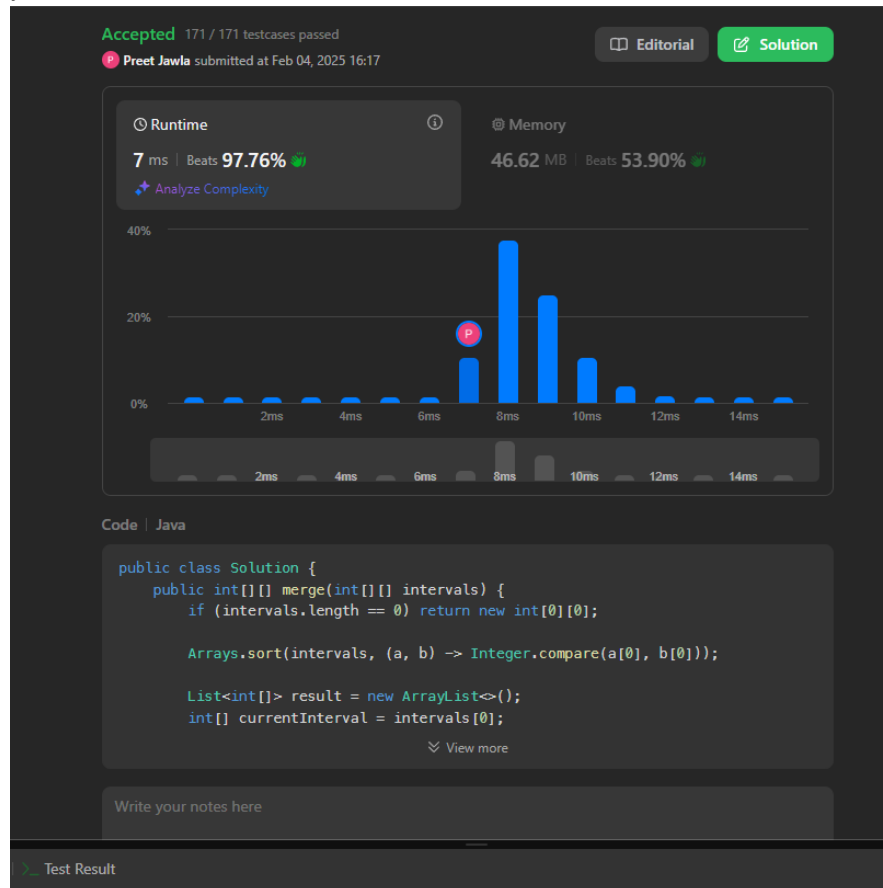 Accepted 171 / 171 testcases passed
Editorial
Solution
P Preet Jawla submitted at Feb 04, 2025 16:17
Runtime
Memory
7 ms | Beats 97.76%
46.62 MB | Beats 53.90%
Analyze Complexity
40%
20%
P
0%
2ms 4ms 6ms 8ms 10ms 12ms 14ms
2ms 4ms 6ms 8ms 10ms 12ms 14ms
Code | Java
public class Solution {
    public int[][] merge(int[][] intervals) {
        if (intervals.length == 0) return new int[0][0];
        Arrays.sort(intervals, (a, b) -> Integer.compare(a[0], b[0]));
        List<int[]> result = new ArrayList<>();
        int[] currentInterval = intervals[0];
View more
Write your notes here
>_ Test Result